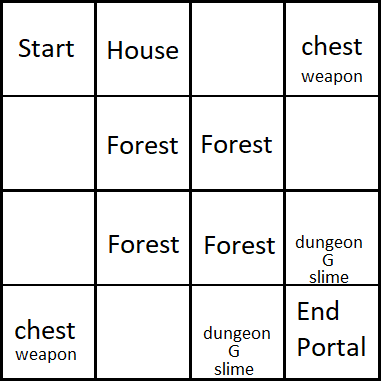 Start
House
chest
weapon
Forest
Forest
Forest
Forest
dungeon
G
slime
chest
weapon
dungeon
G
slime
End
Portal